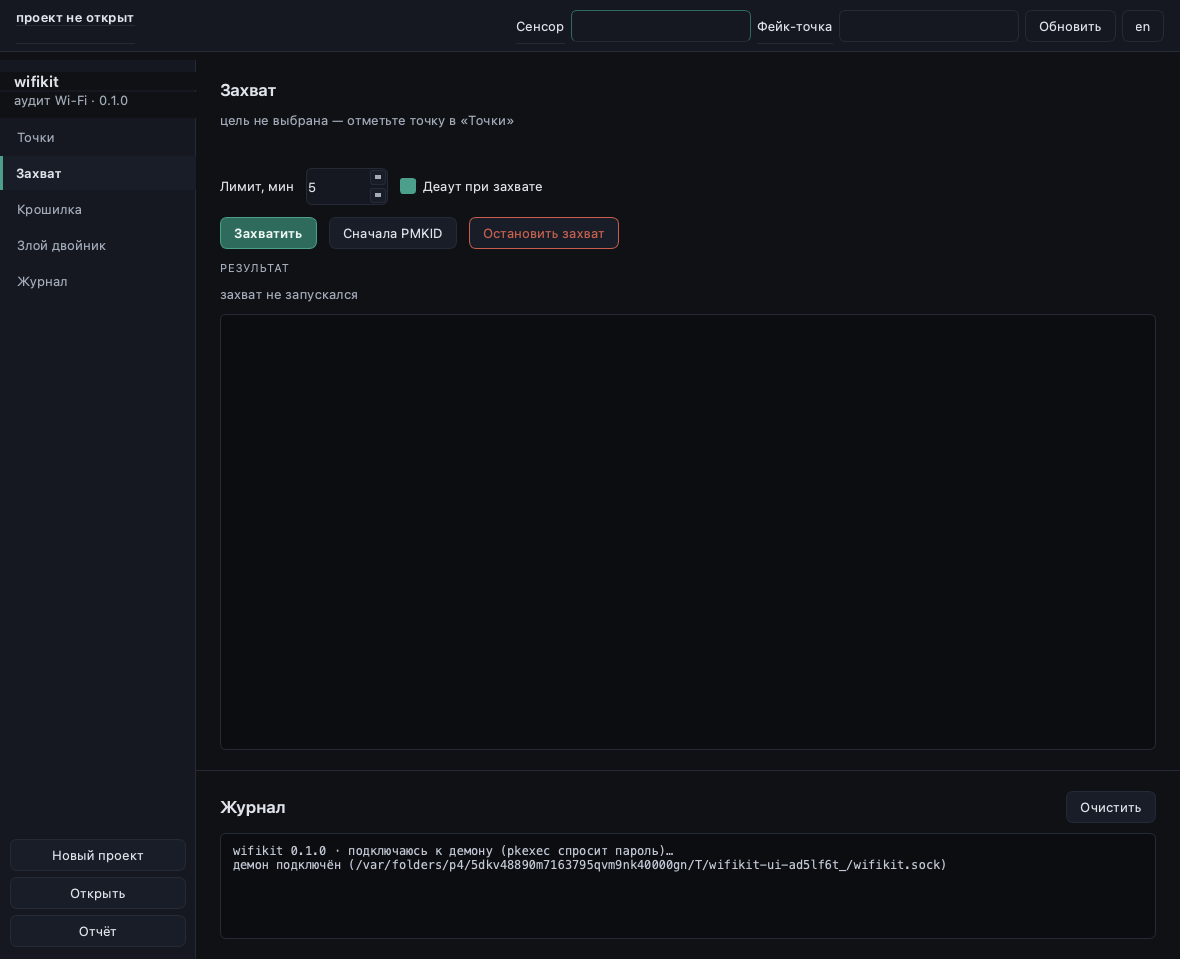 проект не открыт
Сенсор
Фейк-точка
Обновить
en
wifikit
аудит Wi-Fi · 0.1.0
Точки
Захват
Крошилка
Злой двойник
Журнал
Новый проект
Открыть
Отчёт
Захват
цель не выбрана — отметьте точку в «Точки»
Лимит, мин 5 Деаут при захвате
Захватить Сначала PMKID Остановить захват
РЕЗУЛЬТАТ
захват не запускался
Журнал
Очистить
wifikit 0.1.0 · подключаюсь к демону (pkexec спросит пароль)…
демон подключён (/var/folders/p4/5dkv48890m7163795qvm9nk40000gn/T/wifikit-ui-ad5lf6t_/wifikit.sock)